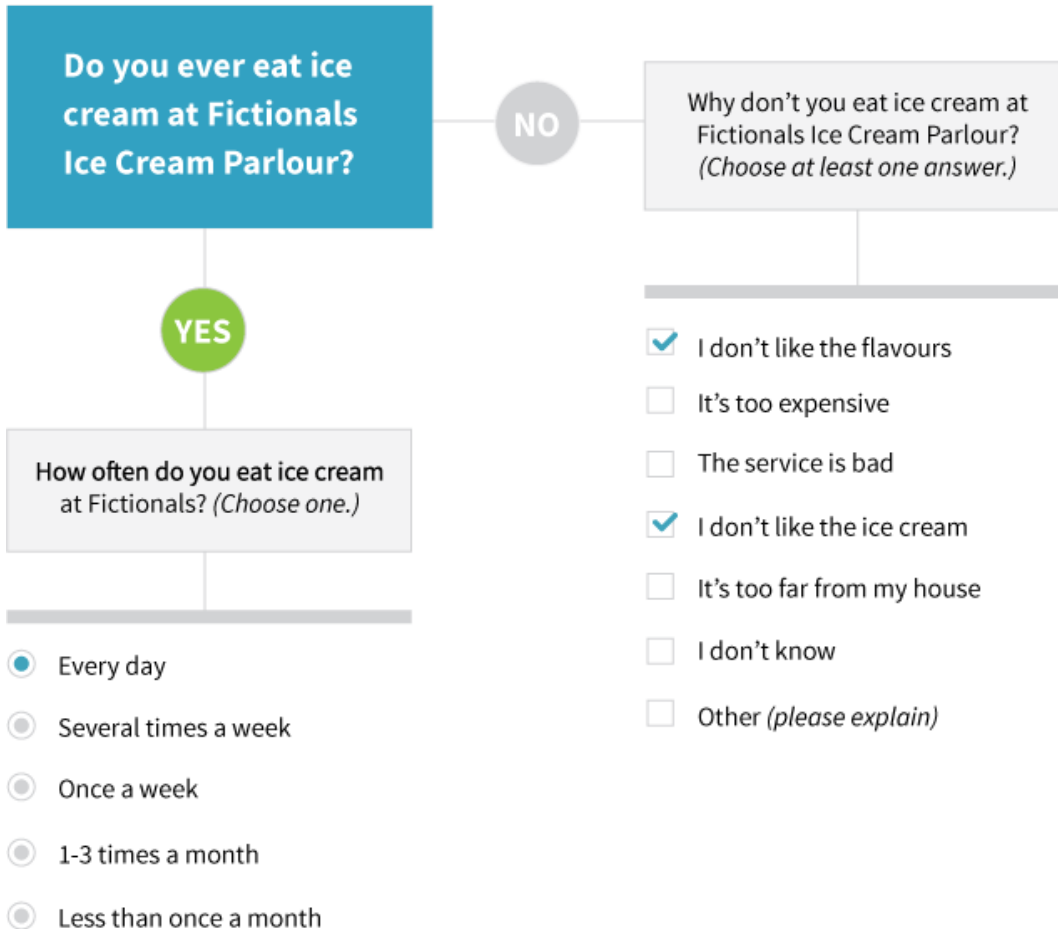 Do you ever eat ice
cream at Fictionals
Ice Cream Parlour?
NO
Why don't you eat ice cream at
Fictionals Ice Cream Parlour?
(Choose at least one answer.)
YES
How often do you eat ice cream
at Fictionals? (Choose one.)
Every day
Several times a week
Once a week
1-3 times a month
Less than once a month
I don't like the flavours
It's too expensive
The service is bad
I don't like the ice cream
It's too far from my house
I don't know
Other (please explain)